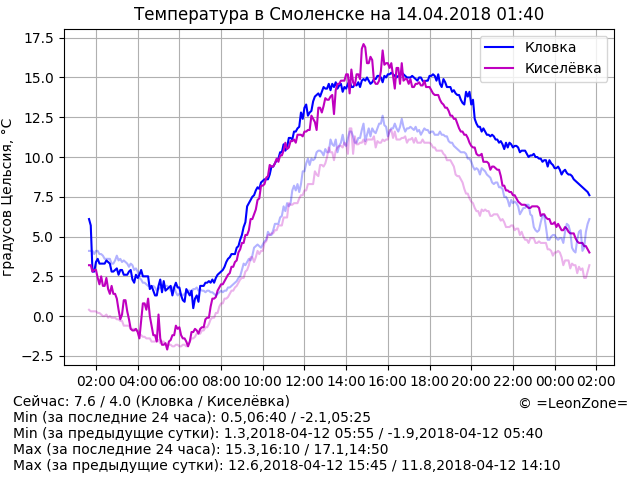 Температура в Смоленске на 14.04.2018 01:40
градусов Цельсия, °C
17.5
15.0
12.5
10.0
7.5
5.0
2.5
0.0
−2.5
Кловка
Киселёвка
02:00 04:00 06:00 08:00 10:00 12:00 14:00 16:00 18:00 20:00 22:00 00:00 02:00
Сейчас: 7.6 / 4.0 (Кловка / Киселёвка)
© =LeonZone=
Min (за последние 24 часа): 0.5,06:40 / -2.1,05:25
Min (за предыдущие сутки): 1.3,2018-04-12 05:55 / -1.9,2018-04-12 05:40
Max (за последние 24 часа): 15.3,16:10 / 17.1,14:50
Max (за предыдущие сутки): 12.6,2018-04-12 15:45 / 11.8,2018-04-12 14:10